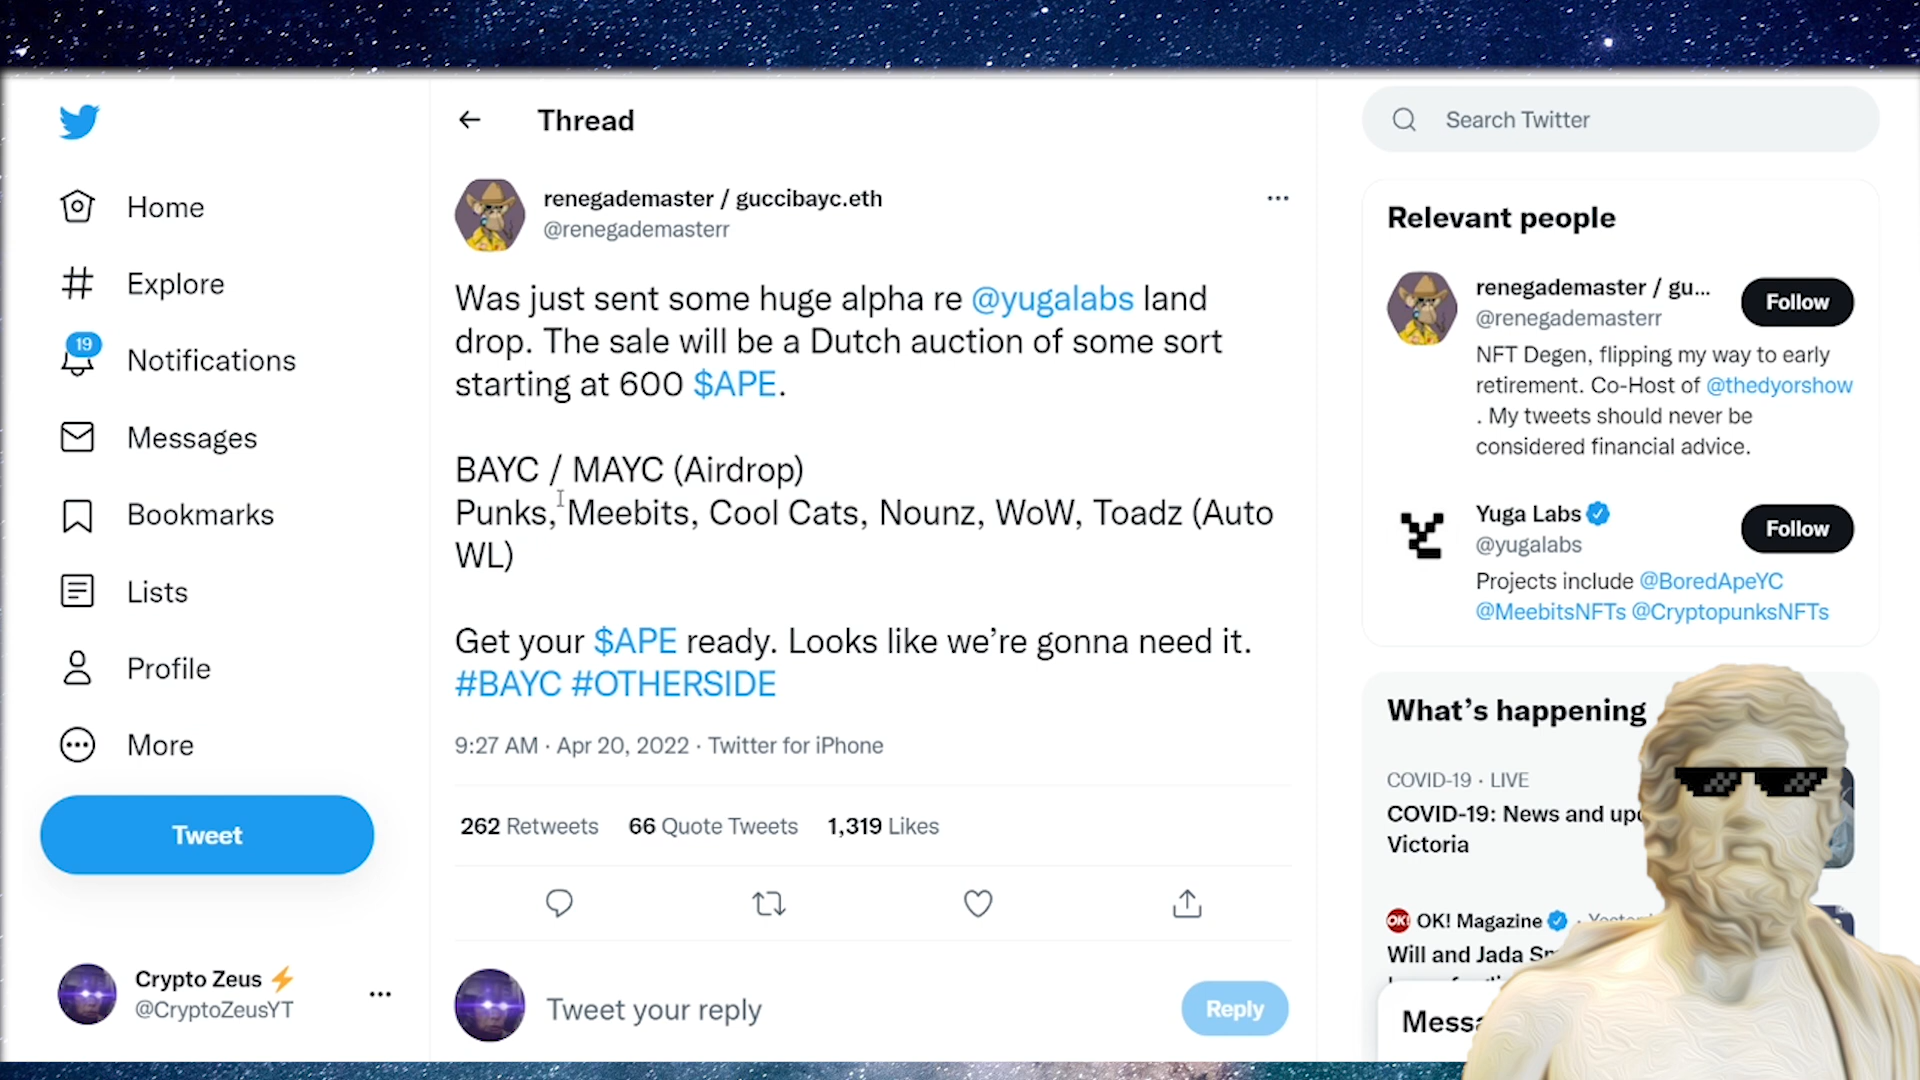 Home
Explore
19
Notifications
Messages
Bookmarks
Lists
Profile
More
Tweet
Crypto Zeus⚡
@CryptoZeusYT
Thread
renegademaster / guccibayc.eth
@renegademasterr
Was just sent some huge alpha re @yugalabs land
drop. The sale will be a Dutch auction of some sort
starting at 600 $APE.
BAYC / MAYC (Airdrop)
Punks, Meebits, Cool Cats, Nounz, WoW, Toadz (Auto
WL)
Get your $APE ready. Looks like we’re gonna need it.
#BAYC #OTHERSIDE
9:27 AM · Apr 20, 2022 · Twitter for iPhone
262 Retweets 66 Quote Tweets 1,319 Likes
Tweet your reply
Reply
Search Twitter
Relevant people
renegademaster / gu...
@renegademasterr
Follow
NFT Degen, flipping my way to early
retirement. Co-Host of @thedyorshow
. My tweets should never be
considered financial advice.
Yuga Labs
@yugalabs
Follow
Projects include @BoredApeYC
@MeebitsNFTs @CryptopunksNFTs
What’s happening
COVID-19 · LIVE
COVID-19: News and
Victoria
OK! OK! Magazine ·
Will and Jada